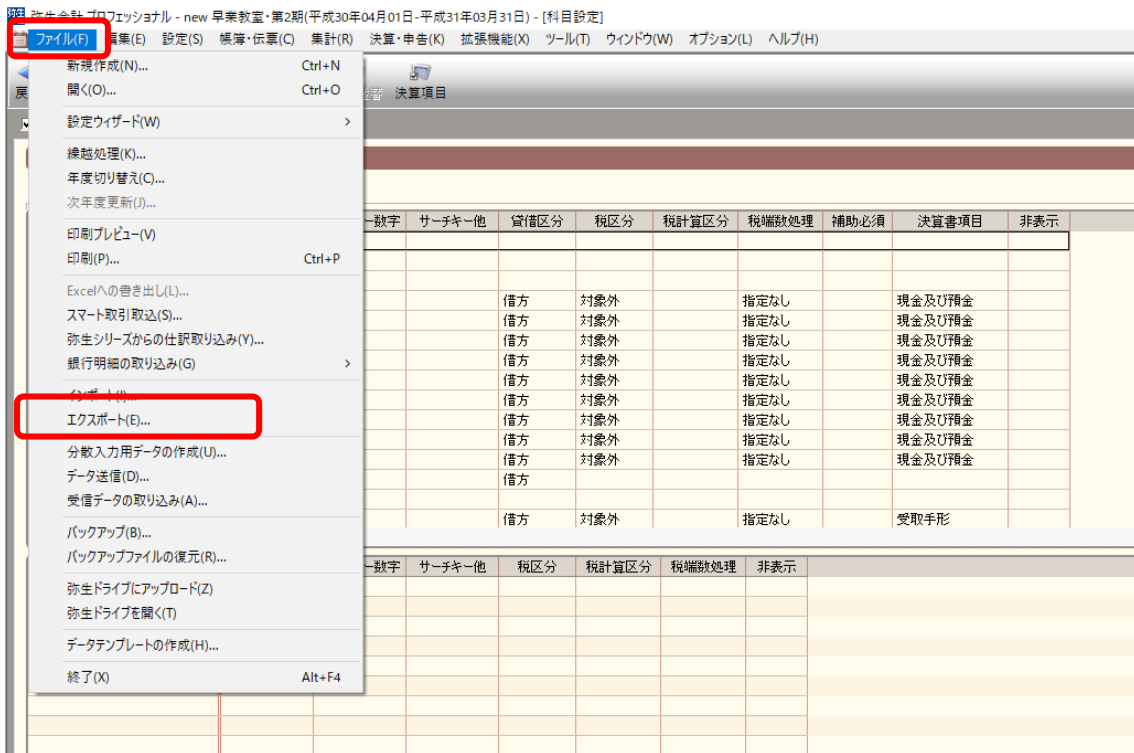 弥生会計 プロフェッショナル - new 早業教室・第2期(平成30年04月01日-平成31年03月31日) - [科目設定]
ファイル(F) 編集(E) 設定(S) 帳簿・伝票(C) 集計(R) 決算・申告(K) 拡張機能(X) ツール(T) ウィンドウ(W) オプション(L) ヘルプ(H)
新規作成(N)... Ctrl+N
戻 決算項目
開く(O)... Ctrl+O
設定ウィザード(W) >
繰越処理(K)...
年度切り替え(C)...
次年度更新(J)...
ー数字 サーチキー他 貸借区分 税区分 税計算区分 税端数処理 補助必須 決算書項目 非表示
印刷プレビュー(V)
印刷(P)... Ctrl+P
Excelへの書き出し(L)...
借方 対象外 指定なし 現金及び預金
スマート取引取込(S)...
借方 対象外 指定なし 現金及び預金
弥生シリーズからの仕訳取り込み(Y)...
借方 対象外 指定なし 現金及び預金
銀行明細の取り込み(G) >
借方 対象外 指定なし 現金及び預金
借方 対象外 指定なし 現金及び預金
インポート(I)...
借方 対象外 指定なし 現金及び預金
エクスポート(E)...
借方 対象外 指定なし 現金及び預金
借方 対象外 指定なし 現金及び預金
分散入力用データの作成(U)...
借方 対象外 指定なし 現金及び預金
データ送信(D)...
借方
受信データの取り込み(A)...
借方 対象外 指定なし 受取手形
バックアップ(B)...
バックアップファイルの復元(R)...
ー数字 サーチキー他 税区分 税計算区分 税端数処理 非表示
弥生ドライブにアップロード(Z)
弥生ドライブを開く(T)
データテンプレートの作成(H)...
終了(X) Alt+F4